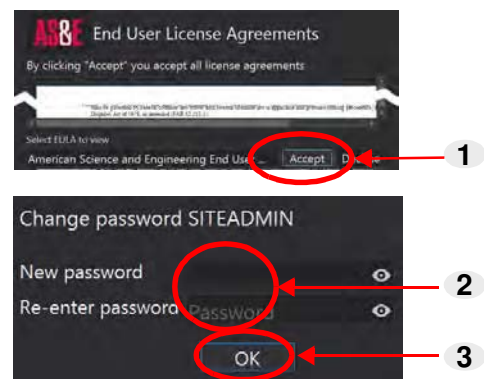 AS&E End User License Agreements
By clicking "Accept" you accept all license agreements
Select EULA to view
American Science and Engineering End User ... Accept
1
Change password SITEADMIN
New password
2
Re-enter password Password
OK
3